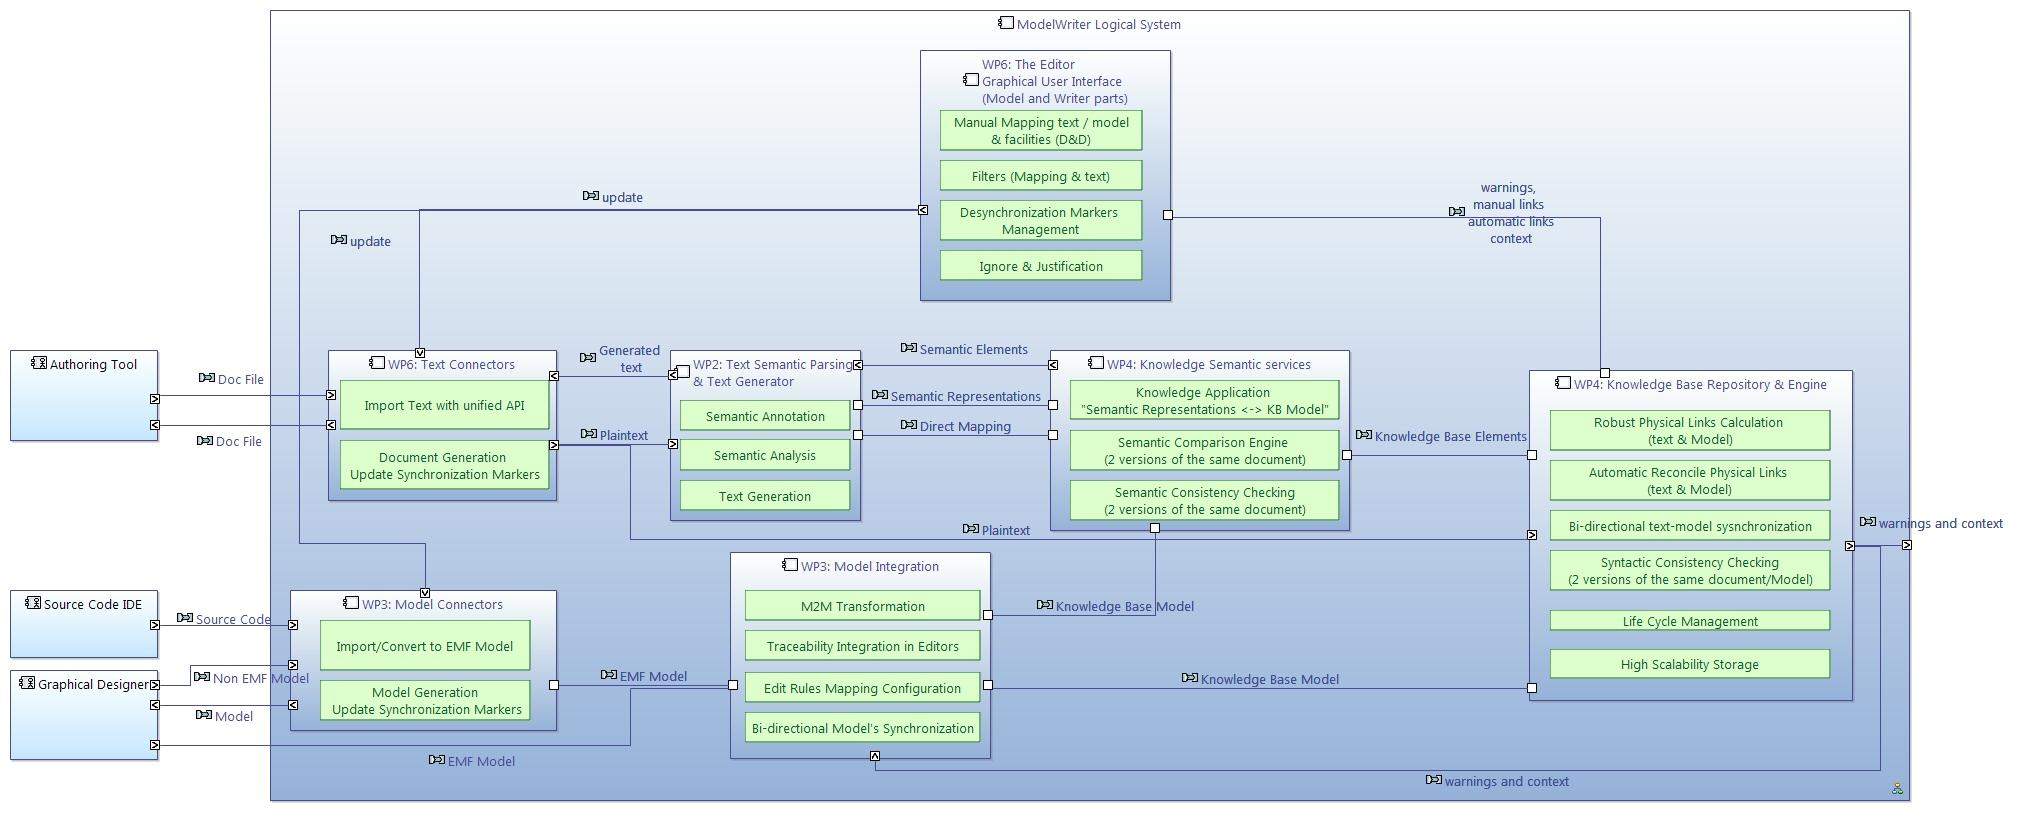 ModelWriter Logical System
WP6: The Editor
Graphical User Interface
(Model and Writer parts)
Manual Mapping text / model
& facilities (D&D)
Filters (Mapping & text)
Desynchronization Markers
Management
Ignore & Justification
update
update
warnings,
manual links
automatic links
context
Authoring Tool
Doc File
Doc File
WP6: Text Connectors
Import Text with unified API
Document Generation
Update Synchronization Markers
Generated
text
Plaintext
WP2: Text Semantic Parsing
& Text Generator
Semantic Annotation
Semantic Analysis
Text Generation
Semantic Elements
Semantic Representations
Direct Mapping
WP4: Knowledge Semantic services
Knowledge Application
"Semantic Representations <-> KB Model"
Semantic Comparison Engine
(2 versions of the same document)
Semantic Consistency Checking
(2 versions of the same document)
Knowledge Base Elements
WP4: Knowledge Base Repository & Engine
Robust Physical Links Calculation
(text & Model)
Automatic Reconcile Physical Links
(text & Model)
Bi-directional text-model sysnchronization
Syntactic Consistency Checking
(2 versions of the same document/Model)
Life Cycle Management
High Scalability Storage
warnings and context
Plaintext
Source Code IDE
Source Code
Graphical Designer
Non EMF Model
Model
EMF Model
WP3: Model Connectors
Import/Convert to EMF Model
Model Generation
Update Synchronization Markers
EMF Model
WP3: Model Integration
M2M Transformation
Traceability Integration in Editors
Edit Rules Mapping Configuration
Bi-directional Model's Synchronization
Knowledge Base Model
Knowledge Base Model
warnings and context